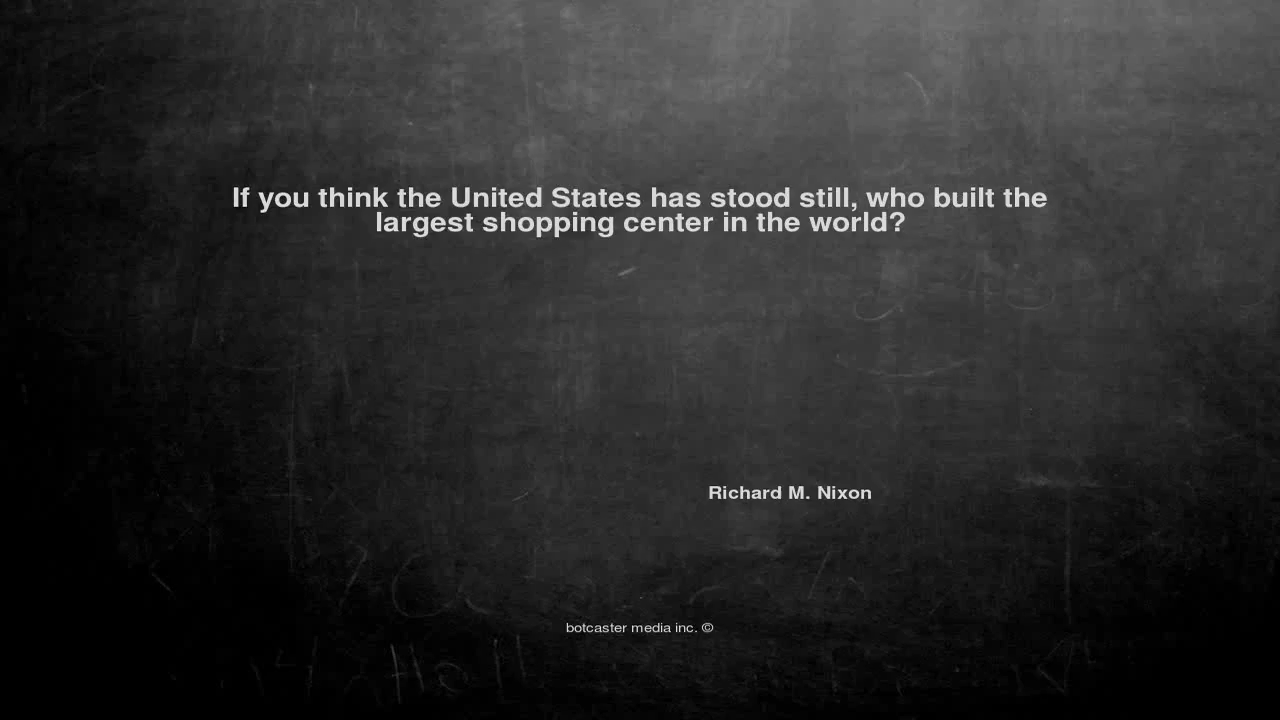 If you think the United States has stood still, who built the
largest shopping center in the world?
Richard M. Nixon
botcaster media inc. ©